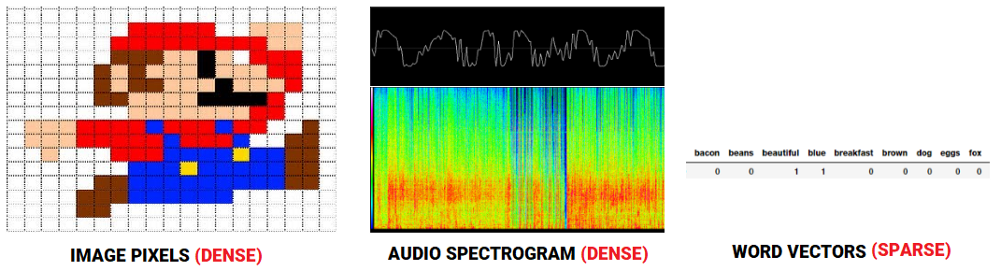 bacon beans beautiful blue breakfast brown dog eggs fox
0 0 1 1 0 0 0 0 0
IMAGE PIXELS (DENSE)
AUDIO SPECTROGRAM (DENSE)
WORD VECTORS (SPARSE)